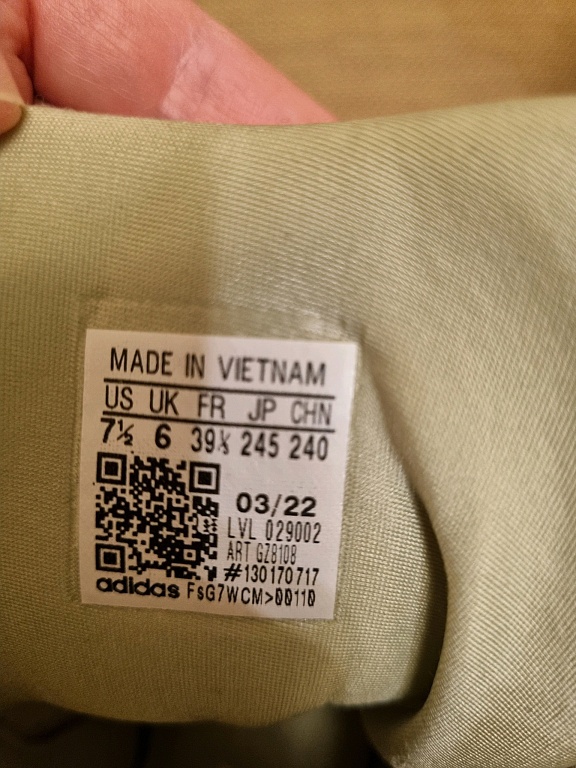 MADE IN VIETNAM
US UK FR JP CHN
7½ 6 39⅓ 245 240
03/22
LVL 029002
ART GZ8108
#130170717
adidas FsG7WCM>00110